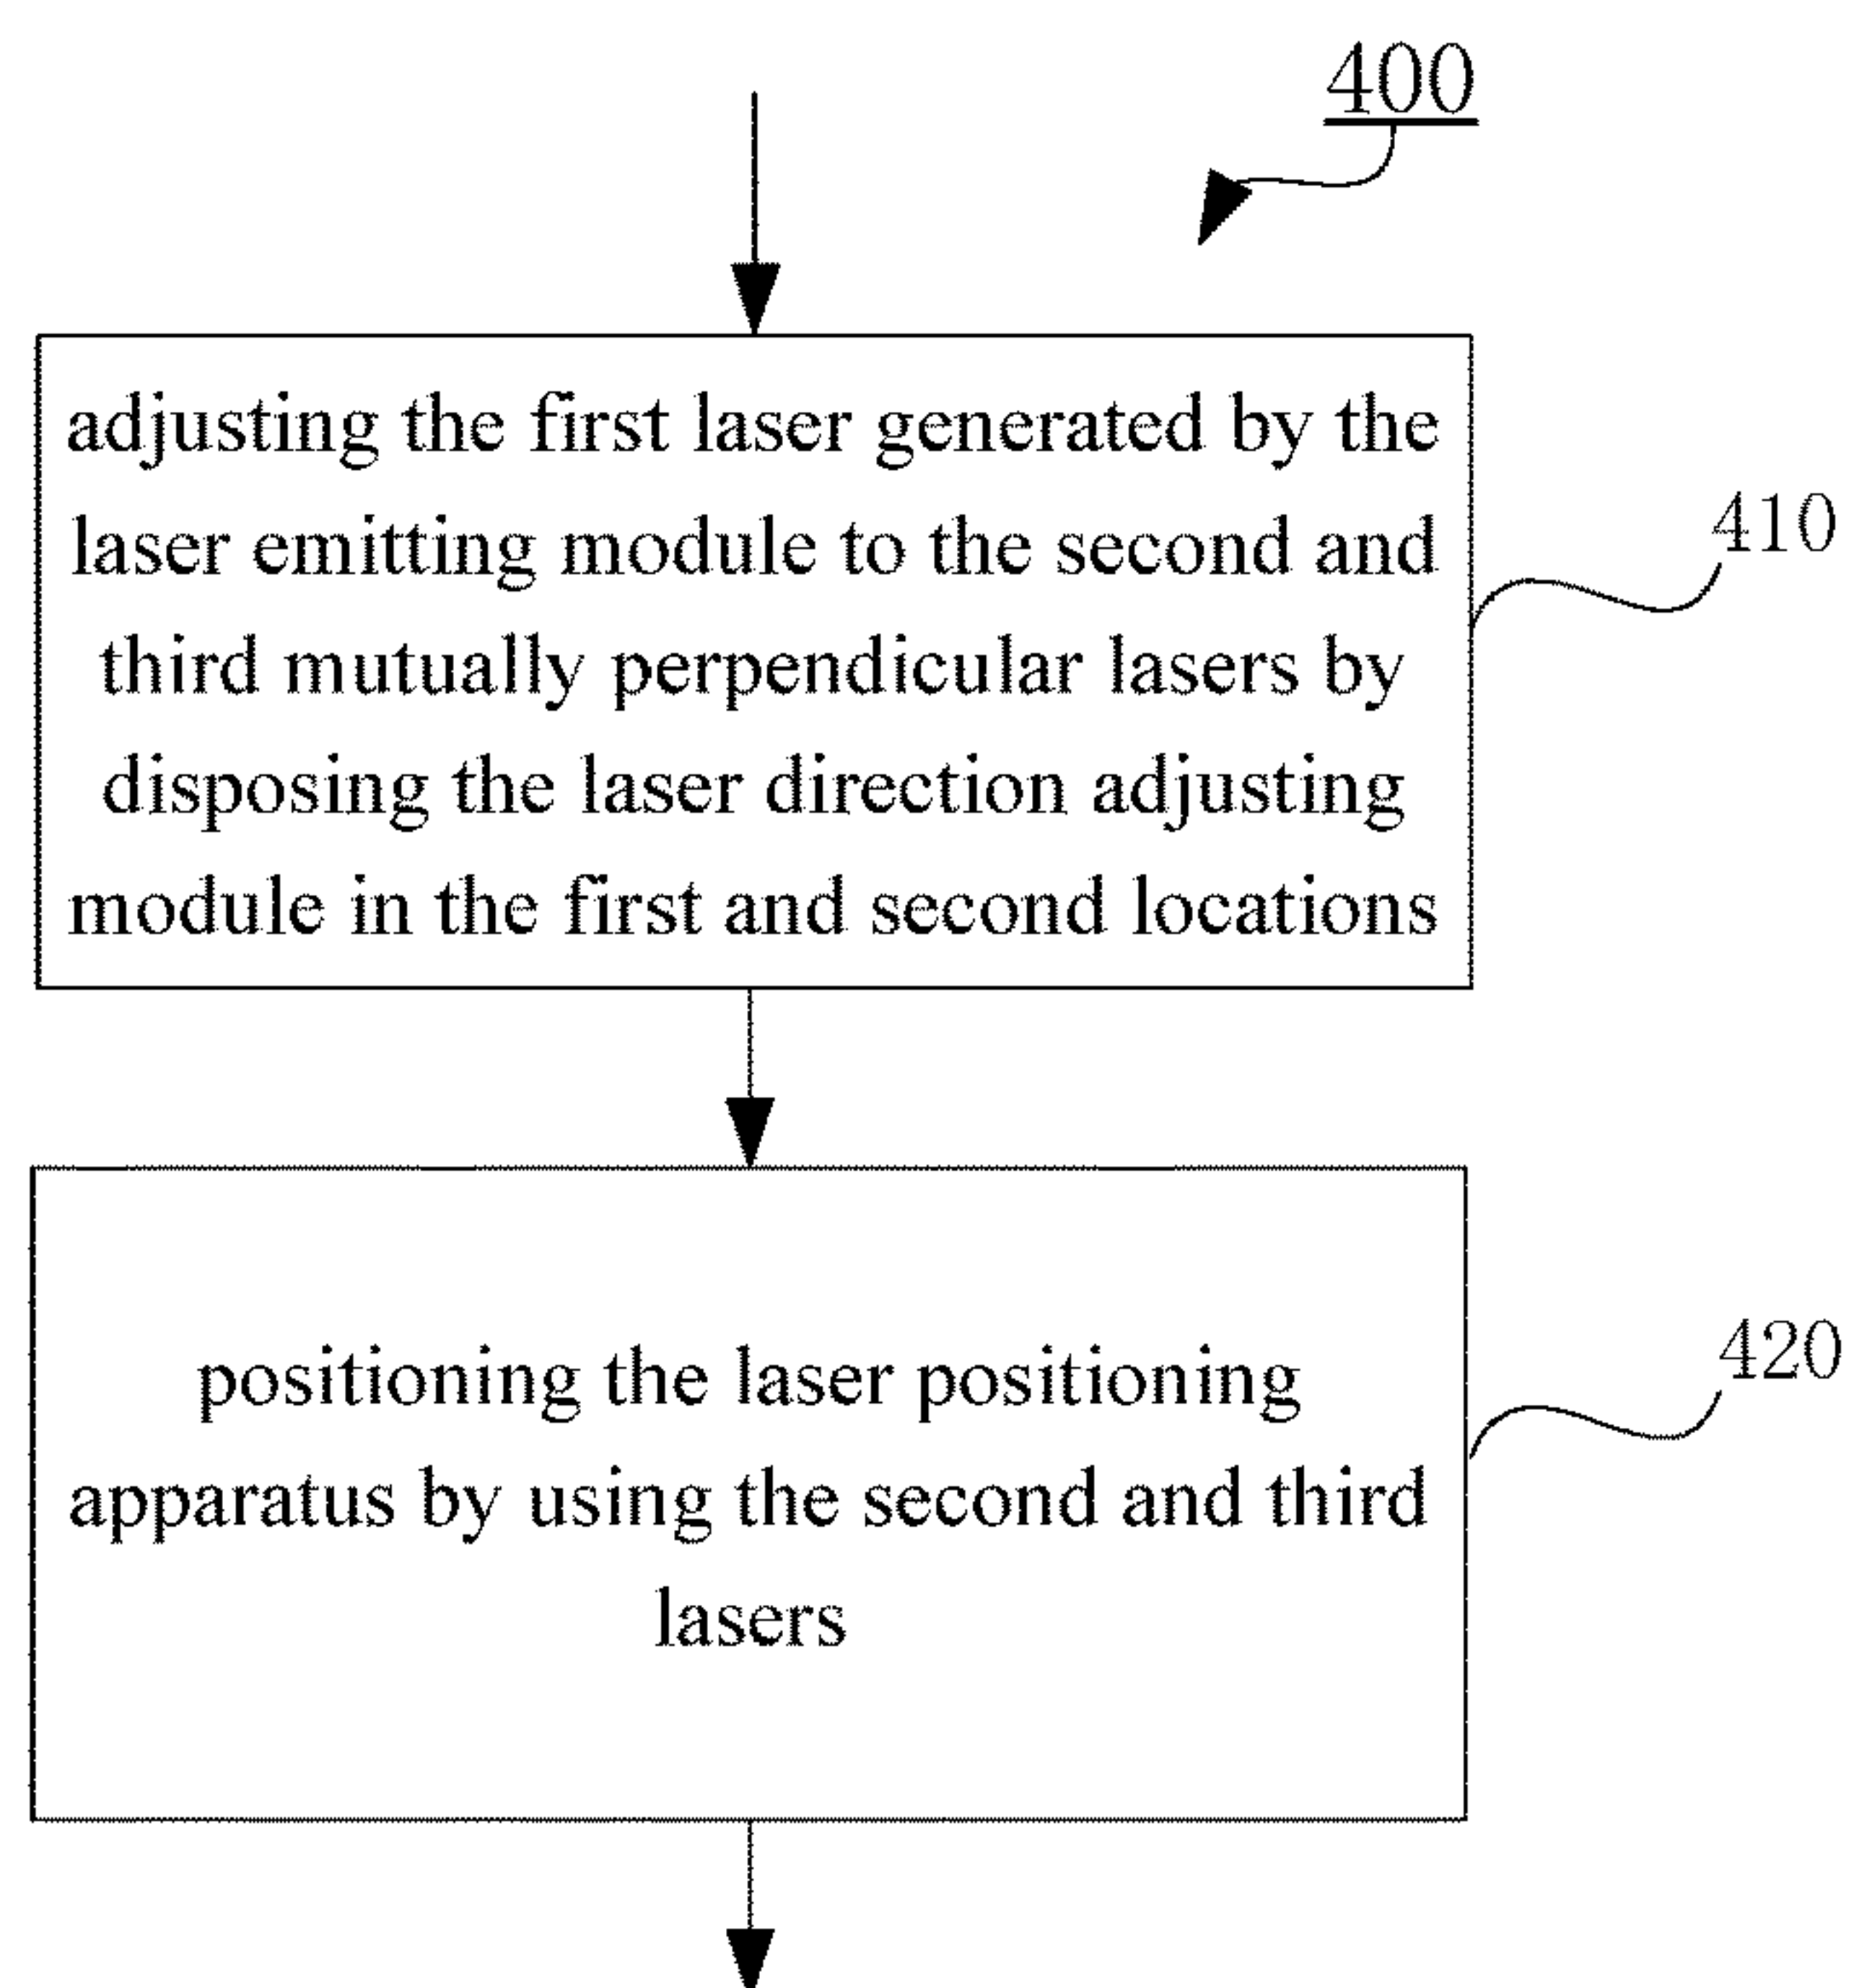 400
adjusting the first laser generated by the
laser emitting module to the second and
third mutually perpendicular lasers by
disposing the laser direction adjusting
module in the first and second locations
410
positioning the laser positioning
apparatus by using the second and third
lasers
420